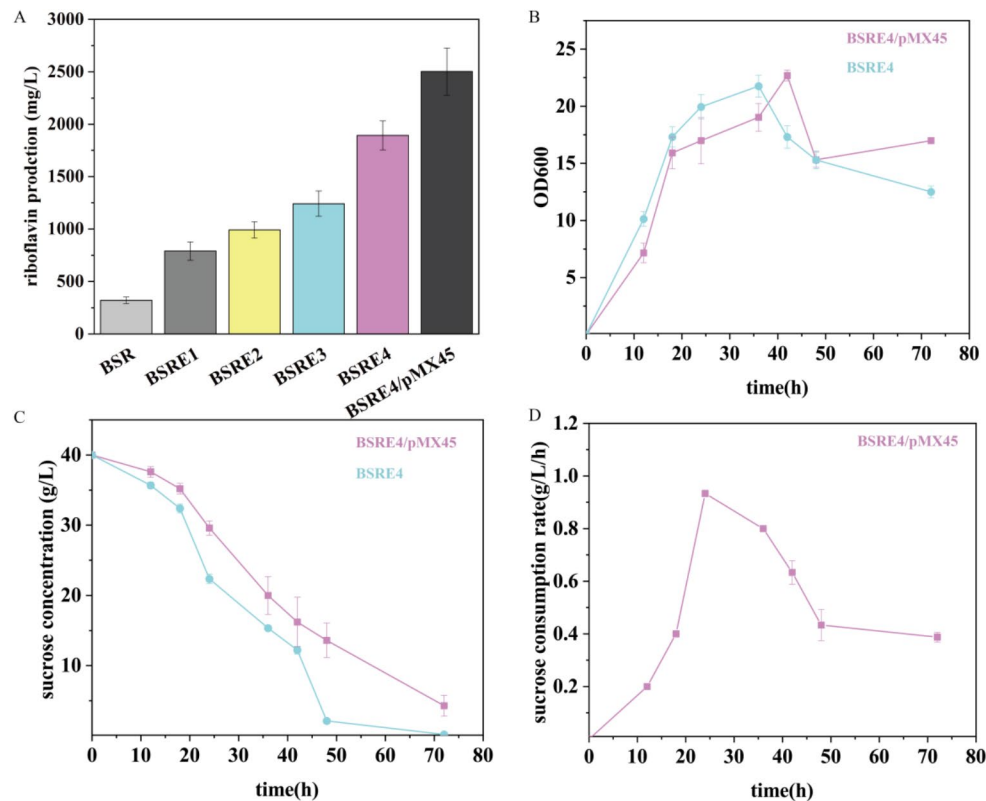 A
riboflavin production (mg/L)
3000
2500
2000
1500
1000
500
0
BSR
BSRE1
BSRE2
BSRE3
BSRE4
BSRE4/pMX45
B
BSRE4/pMX45
BSRE4
OD600
25
20
15
10
5
0
10
20
30
40
50
60
70
80
time(h)
C
BSRE4/pMX45
BSRE4
sucrose concentration (g/L)
40
30
20
10
0
10
20
30
40
50
60
70
80
time(h)
D
BSRE4/pMX45
sucrose consumption rate(g/L/h)
1.2
1.0
0.8
0.6
0.4
0.2
0
10
20
30
40
50
60
70
80
time(h)